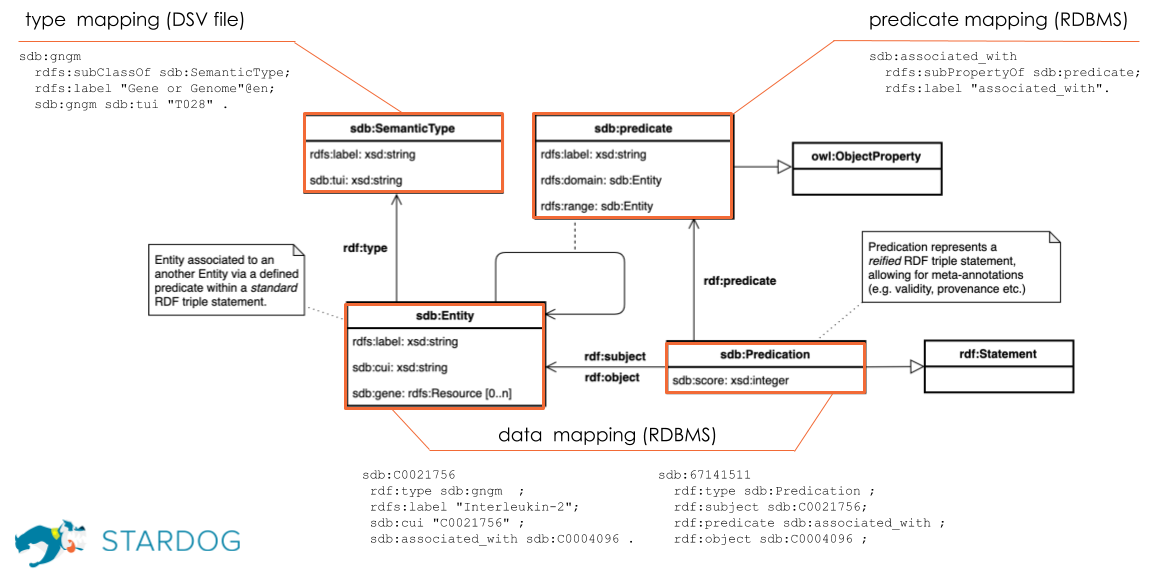 type mapping (DSV file)
predicate mapping (RDBMS)
sdb:gngm
rdfs:subClassOf sdb:SemanticType;
rdfs:label "Gene or Genome"@en;
sdb:gngm sdb:tui "T028" .
sdb:associated_with
rdfs:subPropertyOf sdb:predicate;
rdfs:label "associated_with".
sdb:SemanticType
rdfs:label: xsd:string
sdb:tui: xsd:string
sdb:predicate
rdfs:label: xsd:string
rdfs:domain: sdb:Entity
rdfs:range: sdb:Entity
owl:ObjectProperty
rdf:type
Entity associated to an
another Entity via a defined
predicate within a standard
RDF triple statement.
Predication represents a
reified RDF triple statement,
allowing for meta-annotations
(e.g. validity, provenance etc.)
rdf:predicate
sdb:Entity
rdfs:label: xsd:string
sdb:cui: xsd:string
sdb:gene: rdfs:Resource [0..n]
rdf:subject
rdf:object
sdb:Predication
sdb:score: xsd:integer
rdf:Statement
data mapping (RDBMS)
sdb:C0021756
rdf:type sdb:gngm ;
rdfs:label "Interleukin-2";
sdb:cui "C0021756" ;
sdb:associated_with sdb:C0004096 .
sdb:67141511
rdf:type sdb:Predication ;
rdf:subject sdb:C0021756;
rdf:predicate sdb:associated_with ;
rdf:object sdb:C0004096 ;
STARDOG